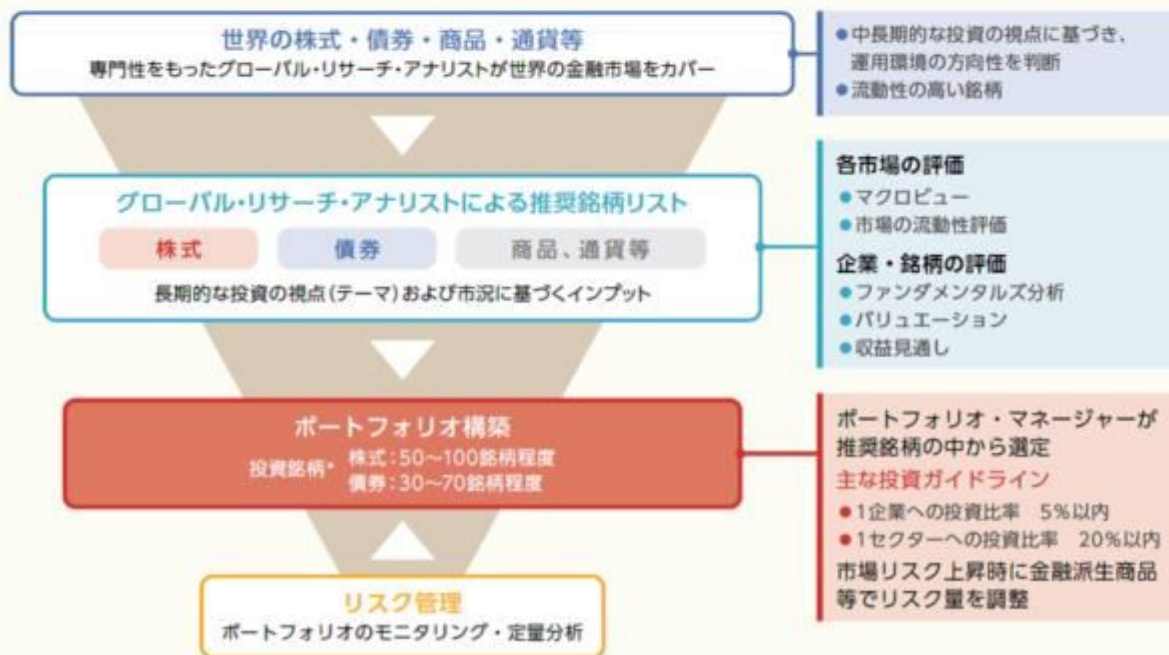 世界の株式・債券・商品・通貨等
専門性をもったグローバル・リサーチ・アナリストが世界の金融市場をカバー
●中長期的な投資の視点に基づき、
運用環境の方向性を判断
●流動性の高い銘柄
グローバル・リサーチ・アナリストによる推奨銘柄リスト
株式 債券 商品、通貨等
長期的な投資の視点(テーマ)および市況に基づくインプット
各市場の評価
●マクロビュー
●市場の流動性評価
企業・銘柄の評価
●ファンダメンタルズ分析
●バリュエーション
●収益見通し
ポートフォリオ構築
投資銘柄* 株式:50〜100銘柄程度
債券:30〜70銘柄程度
ポートフォリオ・マネージャーが
推奨銘柄の中から選定
主な投資ガイドライン
●1企業への投資比率 5%以内
●1セクターへの投資比率 20%以内
市場リスク上昇時に金融派生商品
等でリスク量を調整
リスク管理
ポートフォリオのモニタリング・定量分析